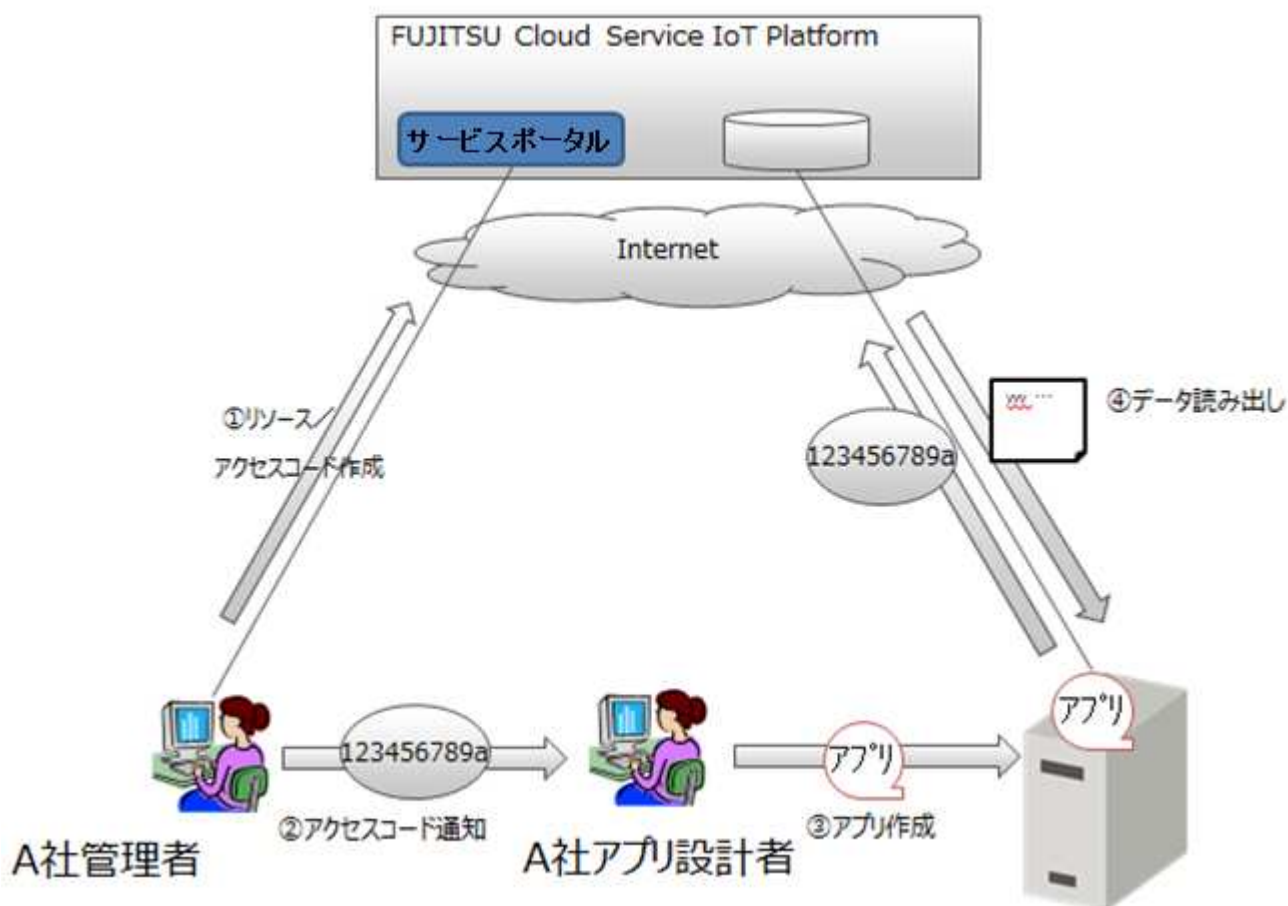 FUJITSU Cloud Service IoT Platform
サービスポータル
Internet
①リソース／
アクセスコード作成
123456789a
④データ読み出し
アプリ
123456789a
アプリ
②アクセスコード通知
③アプリ作成
A社管理者
A社アプリ設計者